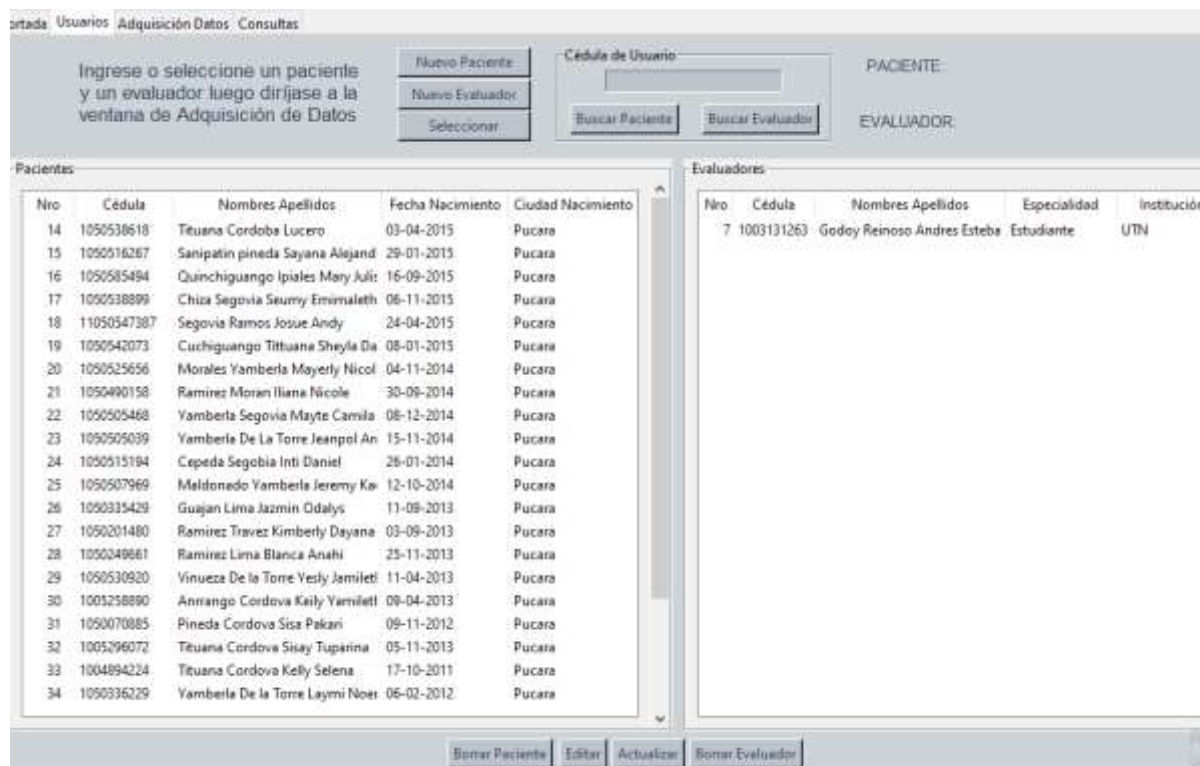 ortada Usuarios Adquisición Datos Consultas
Ingrese o seleccione un paciente
y un evaluador luego diríjase a la
ventana de Adquisición de Datos
Nuevo Paciente
Nuevo Evaluador
Seleccionar
Cédula de Usuario
Buscar Paciente Buscar Evaluador
PACIENTE:
EVALUADOR:
Pacientes
Nro Cédula Nombres Apellidos Fecha Nacimiento Ciudad Nacimiento
14 1050538618 Tituana Cordoba Lucero 03-04-2015 Pucara
15 1050516267 Sanipatin pineda Sayana Alejand 29-01-2015 Pucara
16 1050585494 Quinchiguango Ipiales Mary Julis 16-09-2015 Pucara
17 1050538899 Chiza Segovia Seumy Emimaleth 06-11-2015 Pucara
18 11050547387 Segovia Ramos Josue Andy 24-04-2015 Pucara
19 1050542073 Cuchiguango Tittuana Sheyla Da 08-01-2015 Pucara
20 1050525656 Morales Yamberla Mayerly Nicol 04-11-2014 Pucara
21 1050490158 Ramirez Moran Iliana Nicole 30-09-2014 Pucara
22 1050505468 Yamberla Segovia Mayte Camila 08-12-2014 Pucara
23 1050505039 Yamberla De La Torre Jeanpol An 15-11-2014 Pucara
24 1050515194 Cepeda Segobia Inti Daniel 26-01-2014 Pucara
25 1050507969 Maldonado Yamberla Jeremy Ka 12-10-2014 Pucara
26 1050335429 Guajan Lima Jazmin Odalys 11-09-2013 Pucara
27 1050201480 Ramirez Travez Kimberly Dayana 03-09-2013 Pucara
28 1050249661 Ramirez Lima Blanca Anahi 25-11-2013 Pucara
29 1050530920 Vinueza De la Torre Yesly Jamiletl 11-04-2013 Pucara
30 1005258890 Anrrango Cordova Keily Yamiletl 09-04-2013 Pucara
31 1050070885 Pineda Cordova Sisa Pakari 09-11-2012 Pucara
32 1005296072 Tituana Cordova Sisay Tuparina 05-11-2013 Pucara
33 1004894224 Tituana Cordova Kelly Selena 17-10-2011 Pucara
34 1050336229 Yamberla De la Torre Laymi Noer 06-02-2012 Pucara
Evaluadores
Nro Cédula Nombres Apellidos Especialidad Institución
7 1003131263 Godoy Reinoso Andres Esteba Estudiante UTN
Borrar Paciente Editar Actualizar Borrar Evaluador